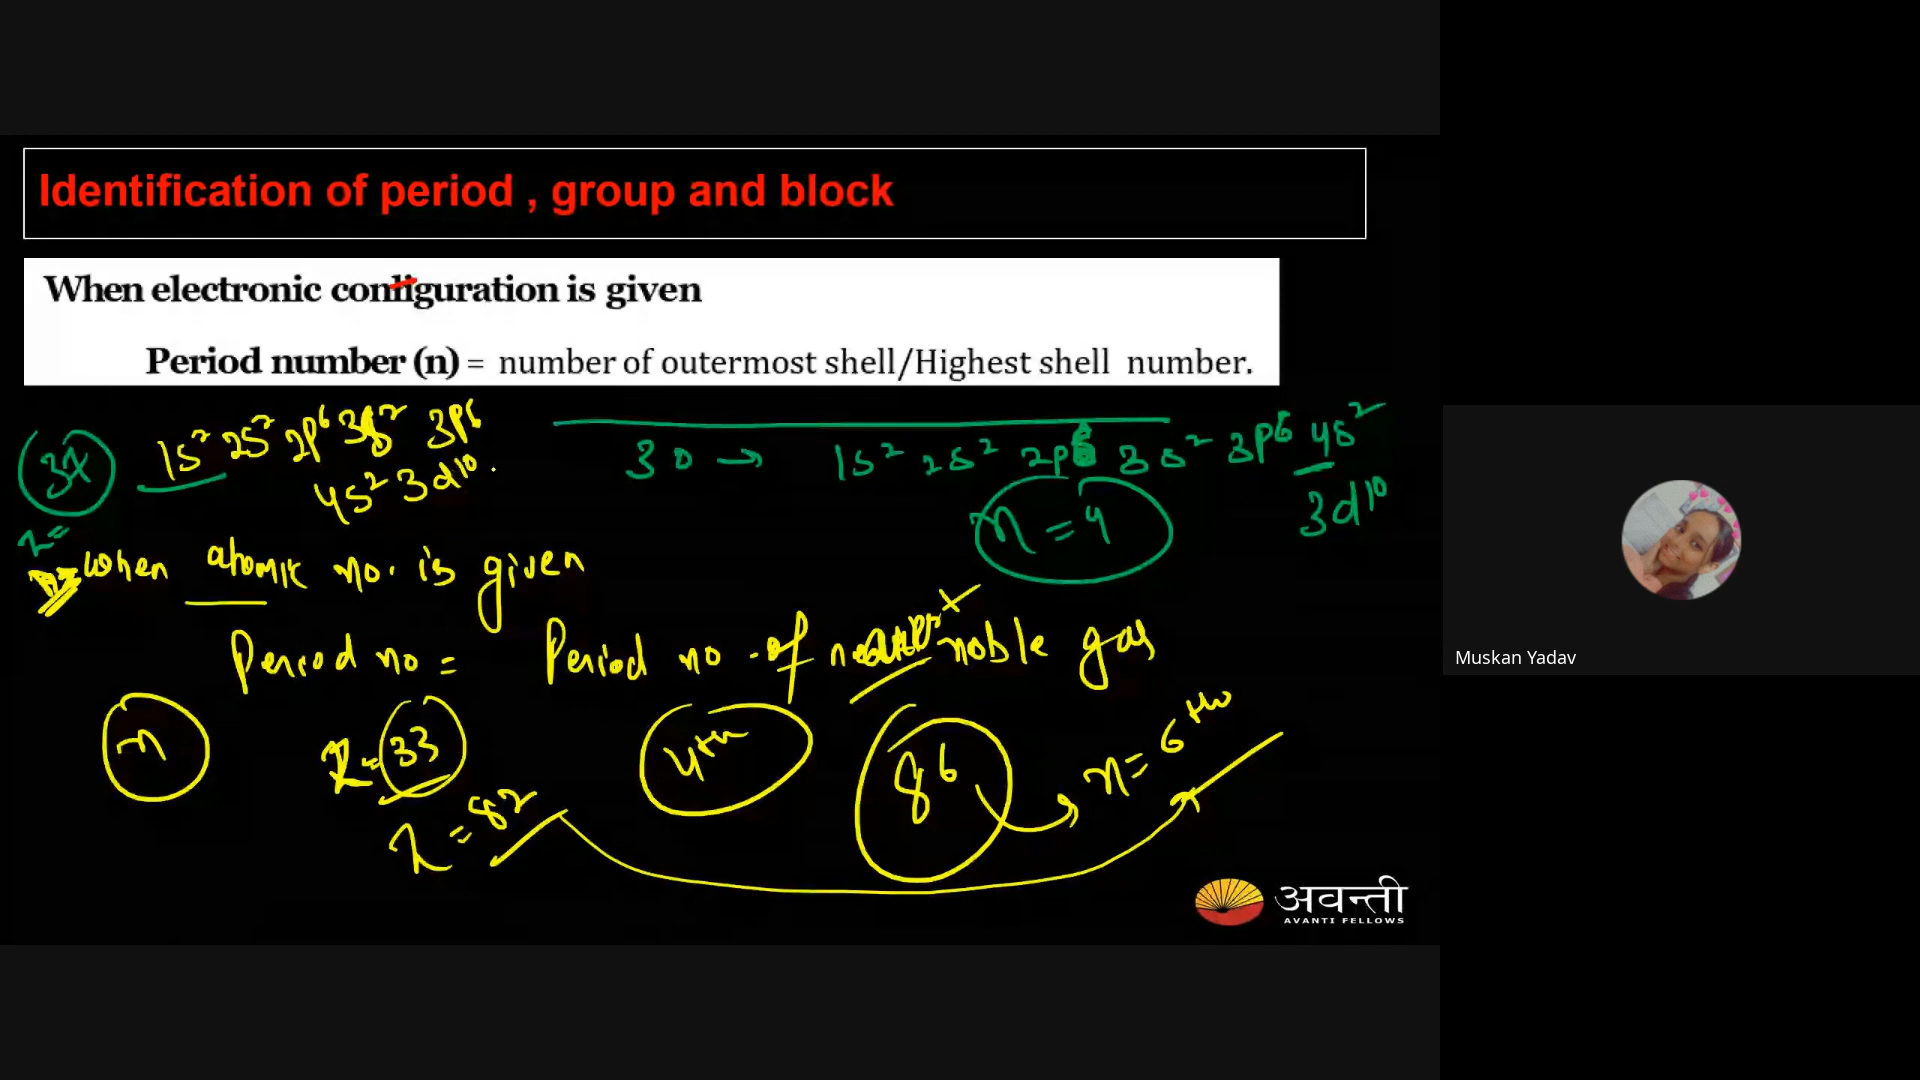 Identification of period , group and block
When electronic configuration is given
Period number (n) = number of outermost shell/Highest shell number.
1s² 2s² 2p⁶ 3s² 3p⁶
4s² 3d¹⁰.
30 → 1s² 2s² 2p⁶ 3s² 3p⁶ 4s²
3d¹⁰
n = 4
when atomic no. is given
Period no = Period no. of noble gas
n
Z = 33
4th
86
n = 6th
Z = 82
अवन्ती
AVANTI FELLOWS
Muskan Yadav